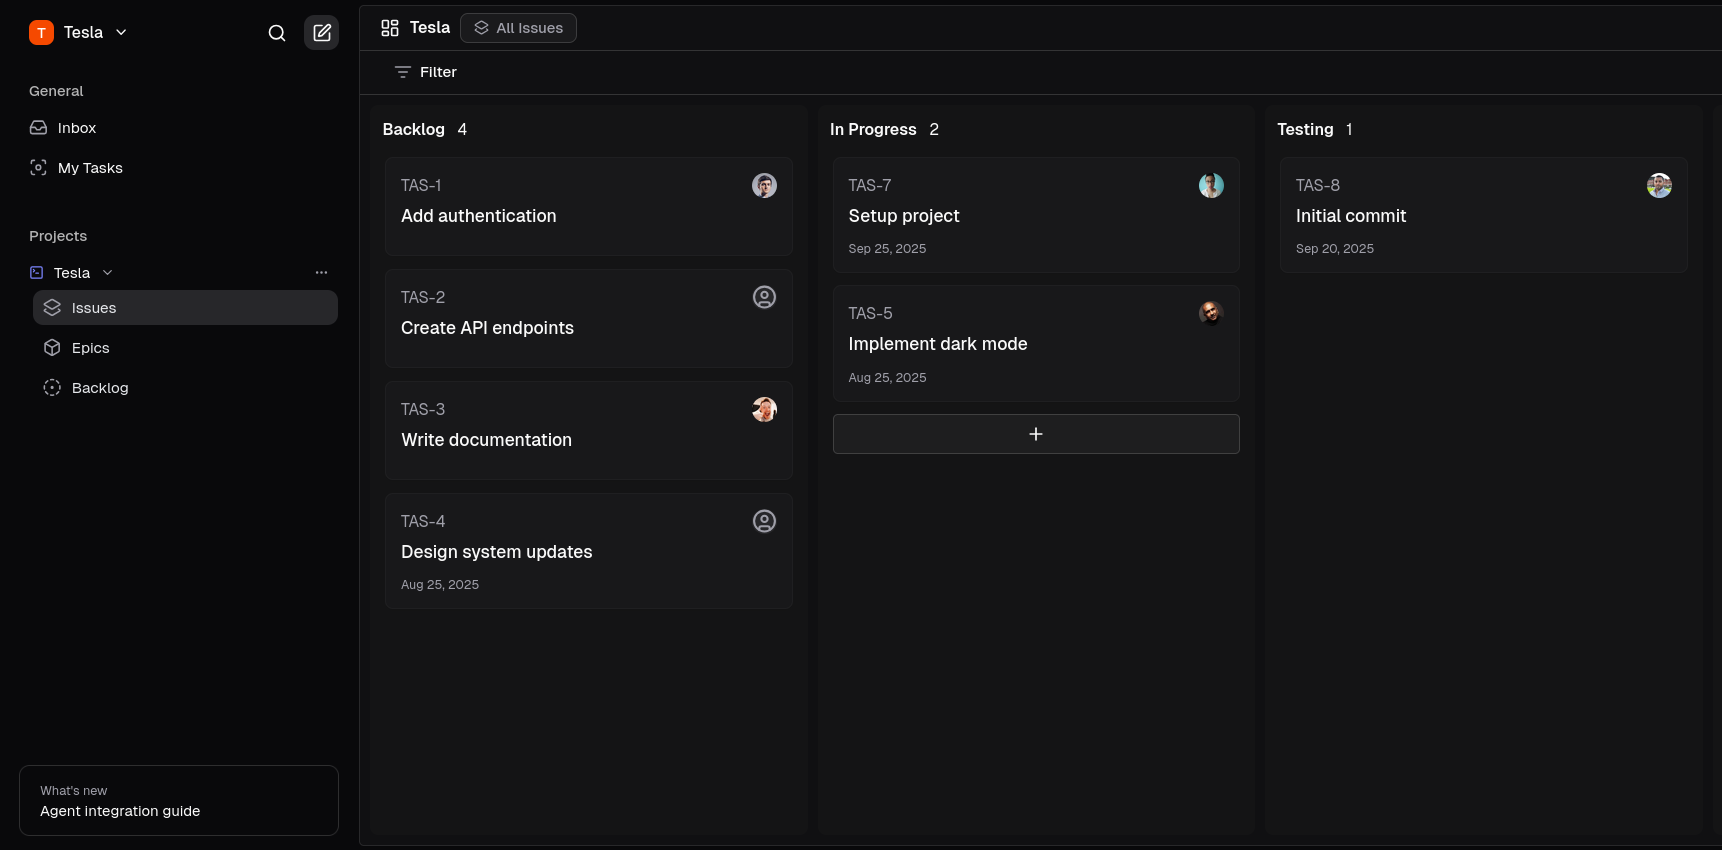 T Tesla
General
Inbox
My Tasks
Projects
Tesla
Issues
Epics
Backlog
What's new
Agent integration guide
Tesla All Issues
Filter
Backlog 4
TAS-1
Add authentication
TAS-2
Create API endpoints
TAS-3
Write documentation
TAS-4
Design system updates
Aug 25, 2025
In Progress 2
TAS-7
Setup project
Sep 25, 2025
TAS-5
Implement dark mode
Aug 25, 2025
Testing 1
TAS-8
Initial commit
Sep 20, 2025